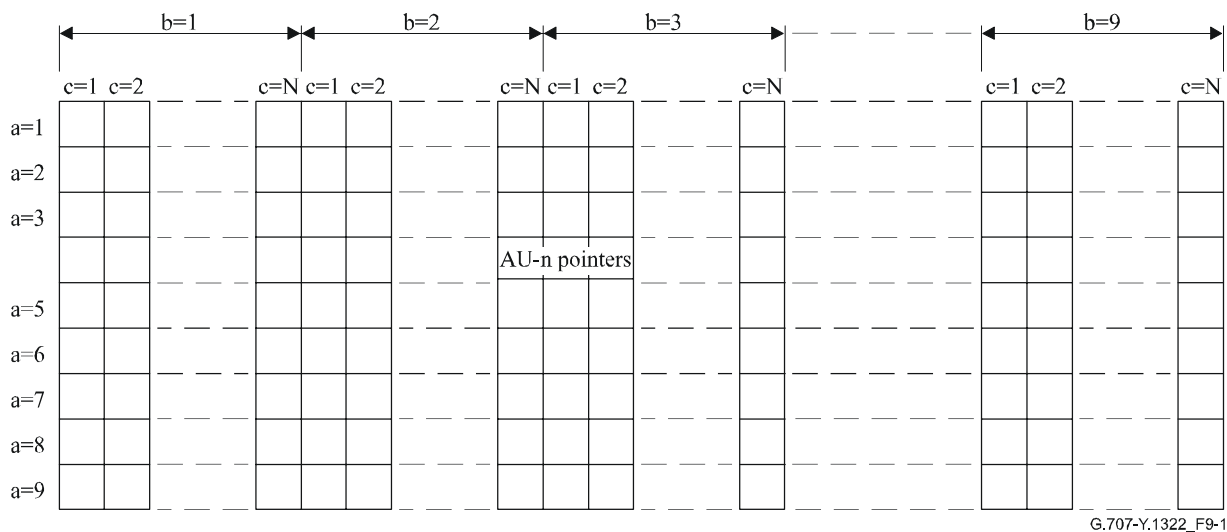 b=1 b=2 b=3 b=9
c=1 c=2 c=N c=1 c=2 c=N c=1 c=2 c=N c=1 c=2 c=N
a=1
a=2
a=3
AU-n pointers
a=5
a=6
a=7
a=8
a=9
G.707-Y.1322_F9-1